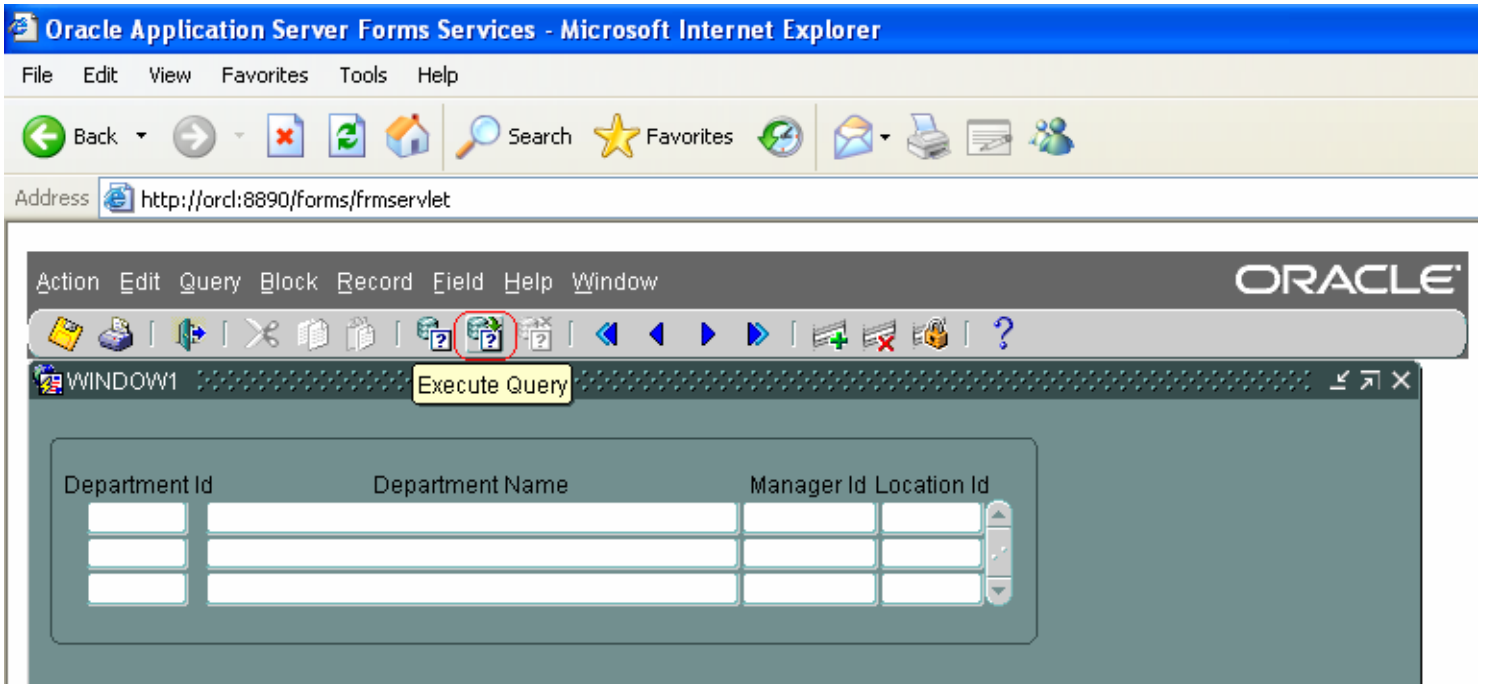 Oracle Application Server Forms Services - Microsoft Internet Explorer
File Edit View Favorites Tools Help
Back Search Favorites
Address http://orcl:8890/forms/frmservlet
Action Edit Query Block Record Field Help Window ORACLE
? ? ? ?
WINDOW1
Execute Query
Department Id Department Name Manager Id Location Id